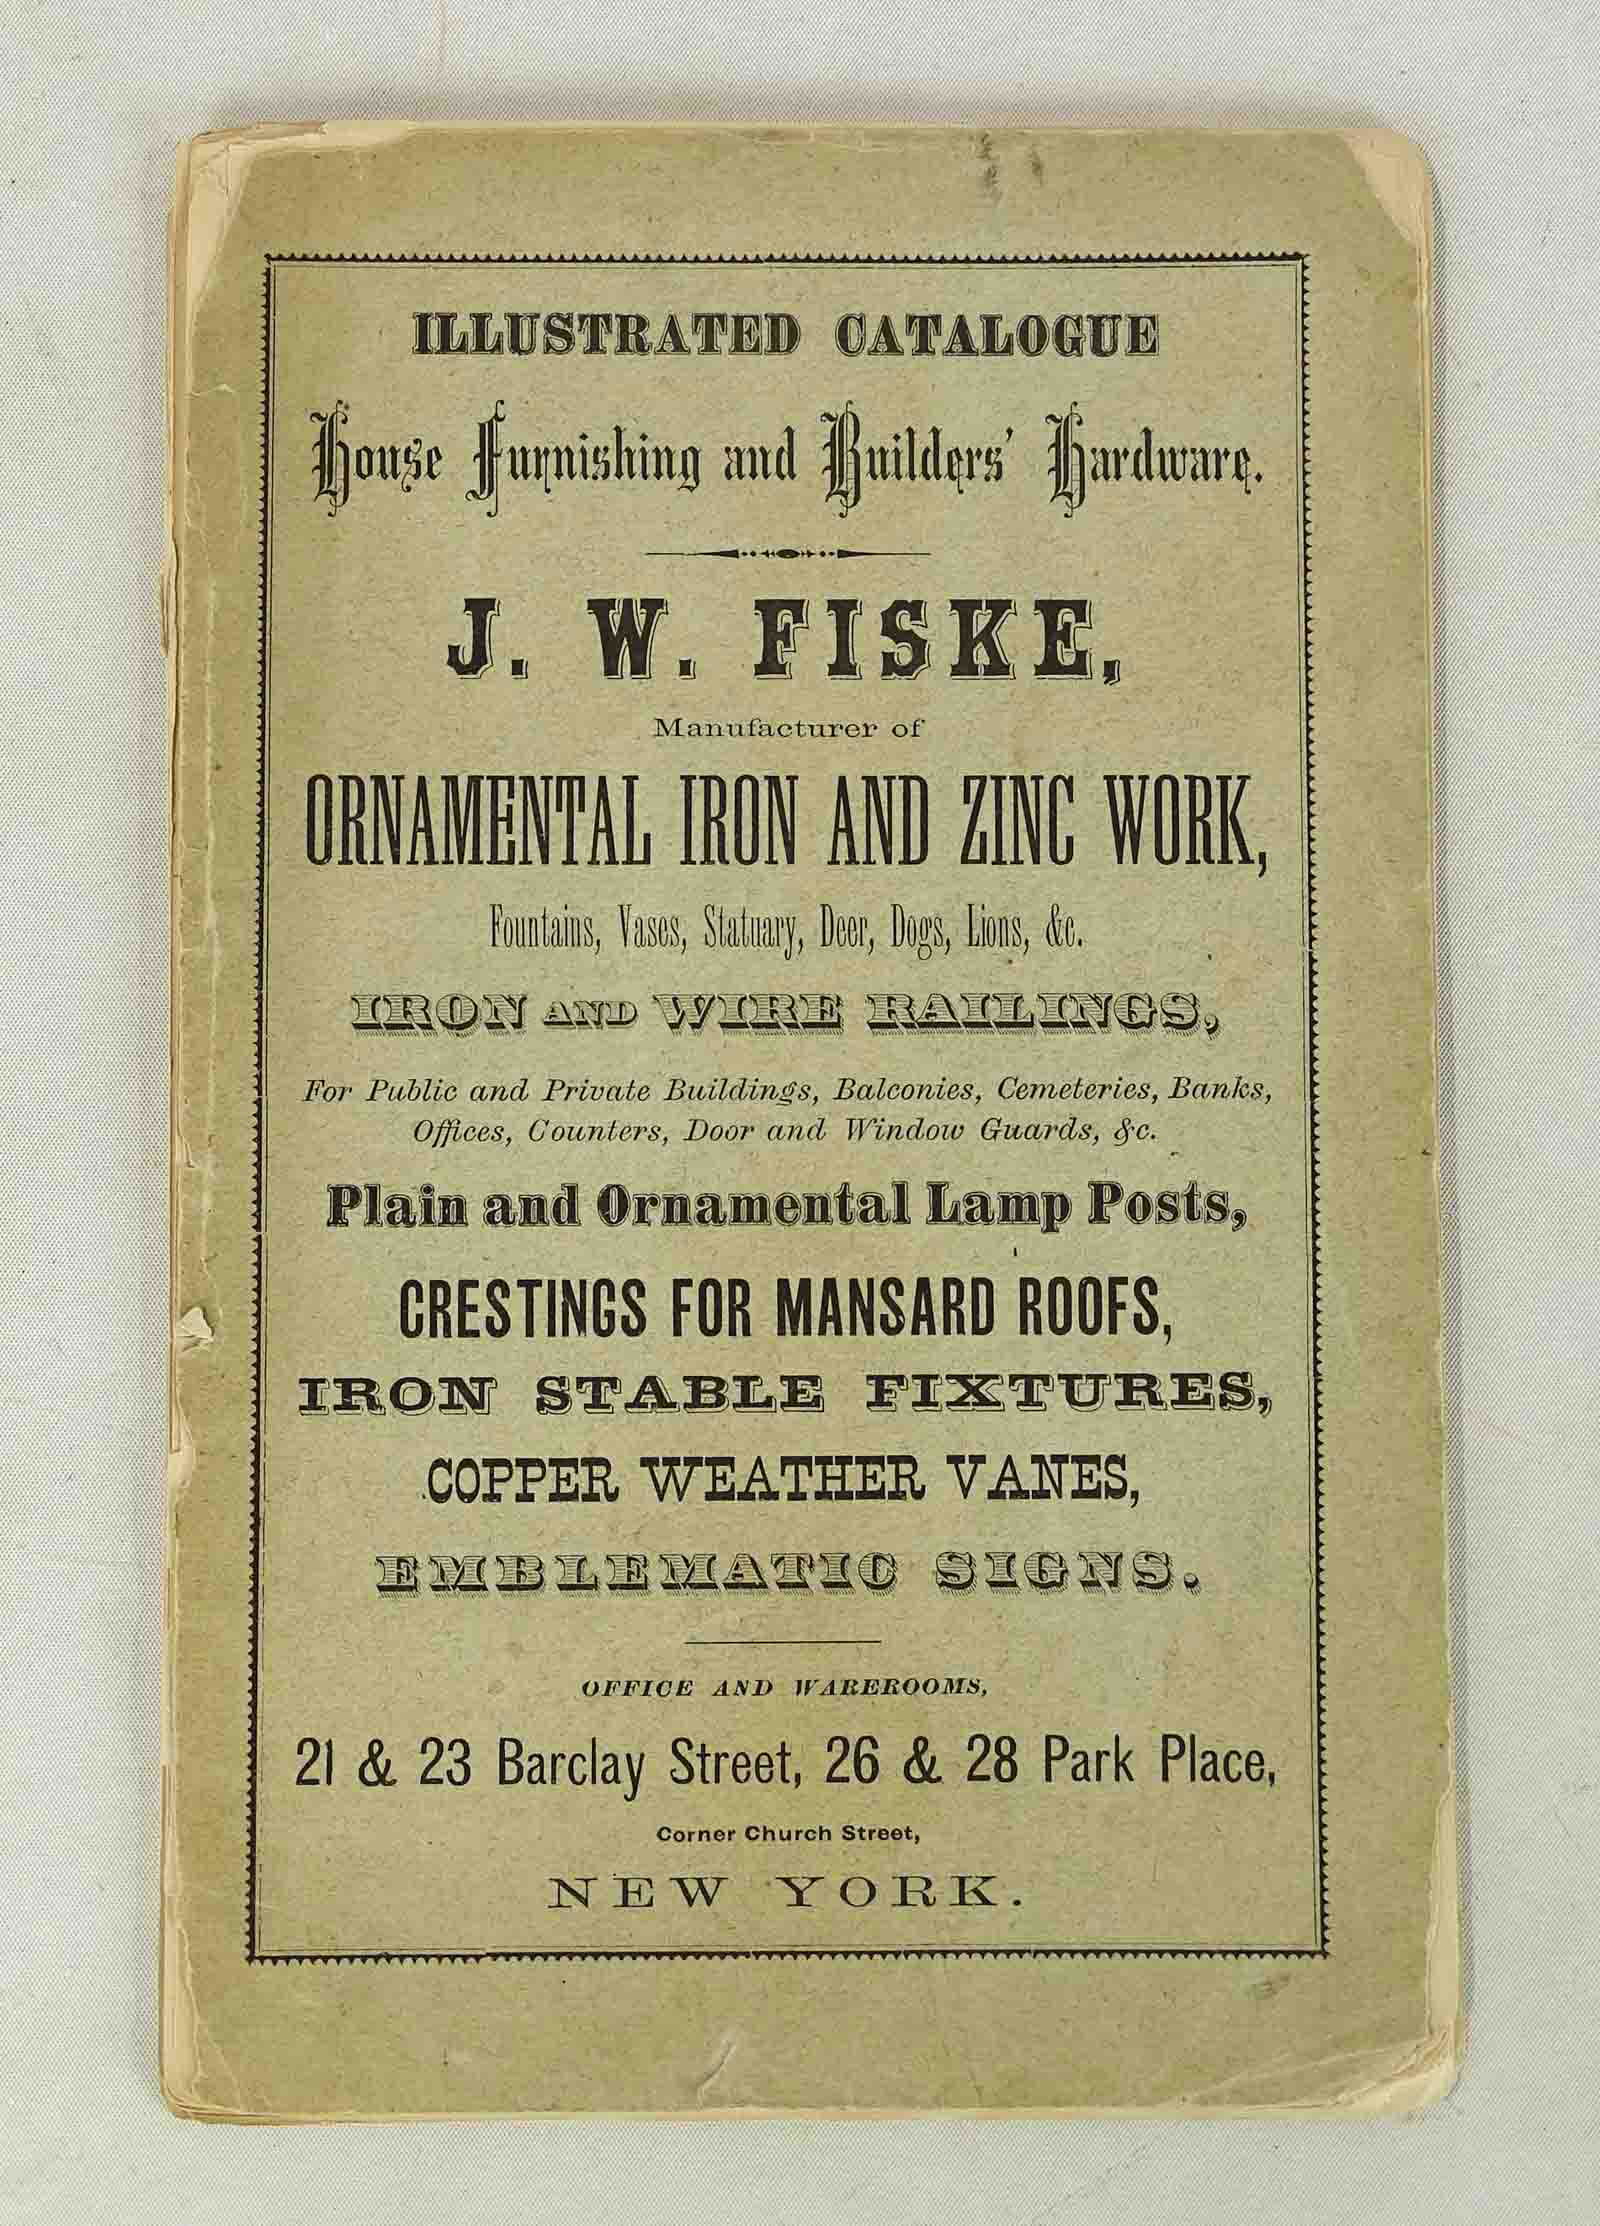 ILLUSTRATED CATALOGUE
House Furnishing and Builders' Hardware.
J. W. FISKE,
Manufacturer of
ORNAMENTAL IRON AND ZINC WORK,
Fountains, Vases, Statuary, Deer, Dogs, Lions, &c.
IRON AND WIRE RAILINGS,
For Public and Private Buildings, Balconies, Cemeteries, Banks,
Offices, Counters, Door and Window Guards, &c.
Plain and Ornamental Lamp Posts,
CRESTINGS FOR MANSARD ROOFS,
IRON STABLE FIXTURES,
COPPER WEATHER VANES,
EMBLEMATIC SIGNS.
OFFICE AND WAREROOMS,
21 & 23 Barclay Street, 26 & 28 Park Place,
Corner Church Street,
NEW YORK.